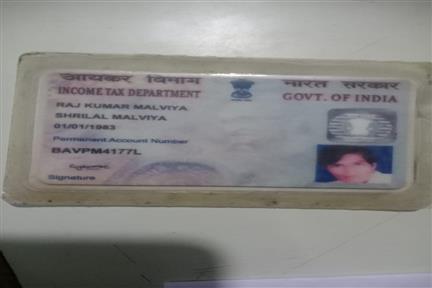 आयकर विभाग
भारत सरकार
INCOME TAX DEPARTMENT
GOVT. OF INDIA
RAJ KUMAR MALVIYA
SHRILAL MALVIYA
01/01/1983
Permanent Account Number
BAVPM4177L
Signature